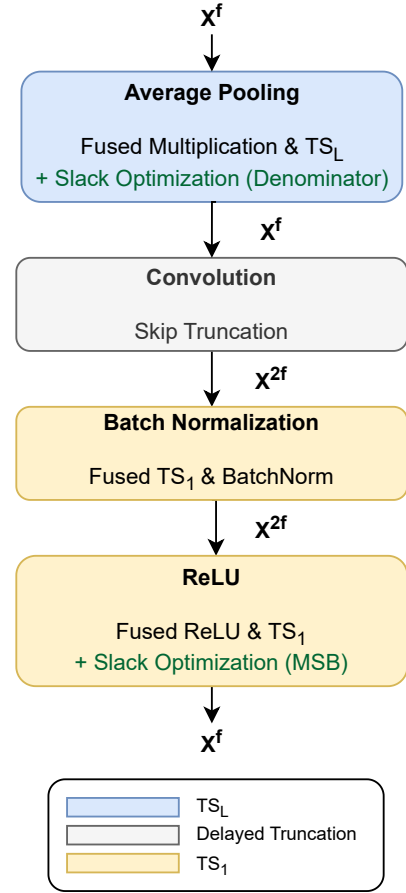 X^f
Average Pooling
Fused Multiplication & TS_L
+ Slack Optimization (Denominator)
X^f
Convolution
Skip Truncation
X^2f
Batch Normalization
Fused TS_1 & BatchNorm
X^2f
ReLU
Fused ReLU & TS_1
+ Slack Optimization (MSB)
X^f
TS_L
Delayed Truncation
TS_1